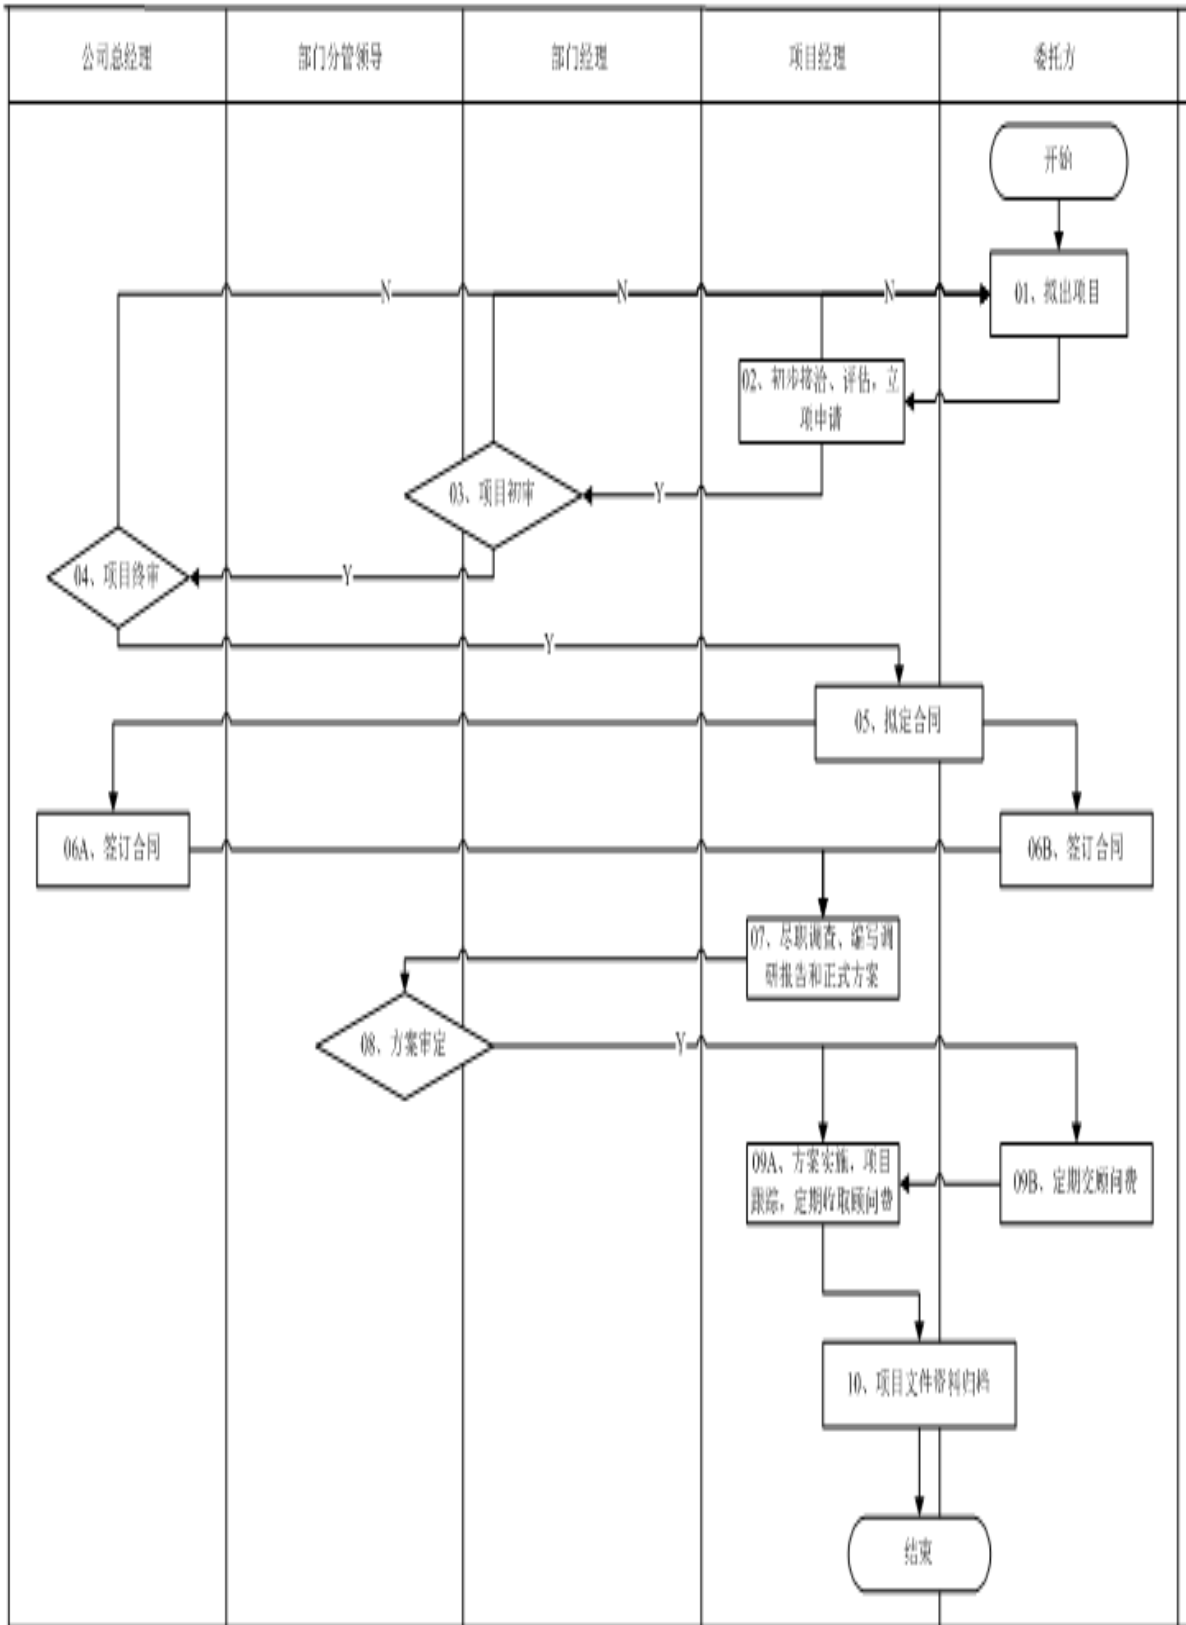 公司总经理
部门分管领导
部门经理
项目经理
委托方
开始
N
N
N
01、拟出项目
02、初步接洽、评估，立
项申请
03、项目初审
Y
04、项目终审
Y
Y
05、拟定合同
06A、签订合同
06B、签订合同
07、尽职调查、编写调
研报告和正式方案
08、方案审定
Y
09A、方案实施，项目
跟踪，定期收取顾问费
09B、定期交顾问费
10、项目文件资料归档
结束